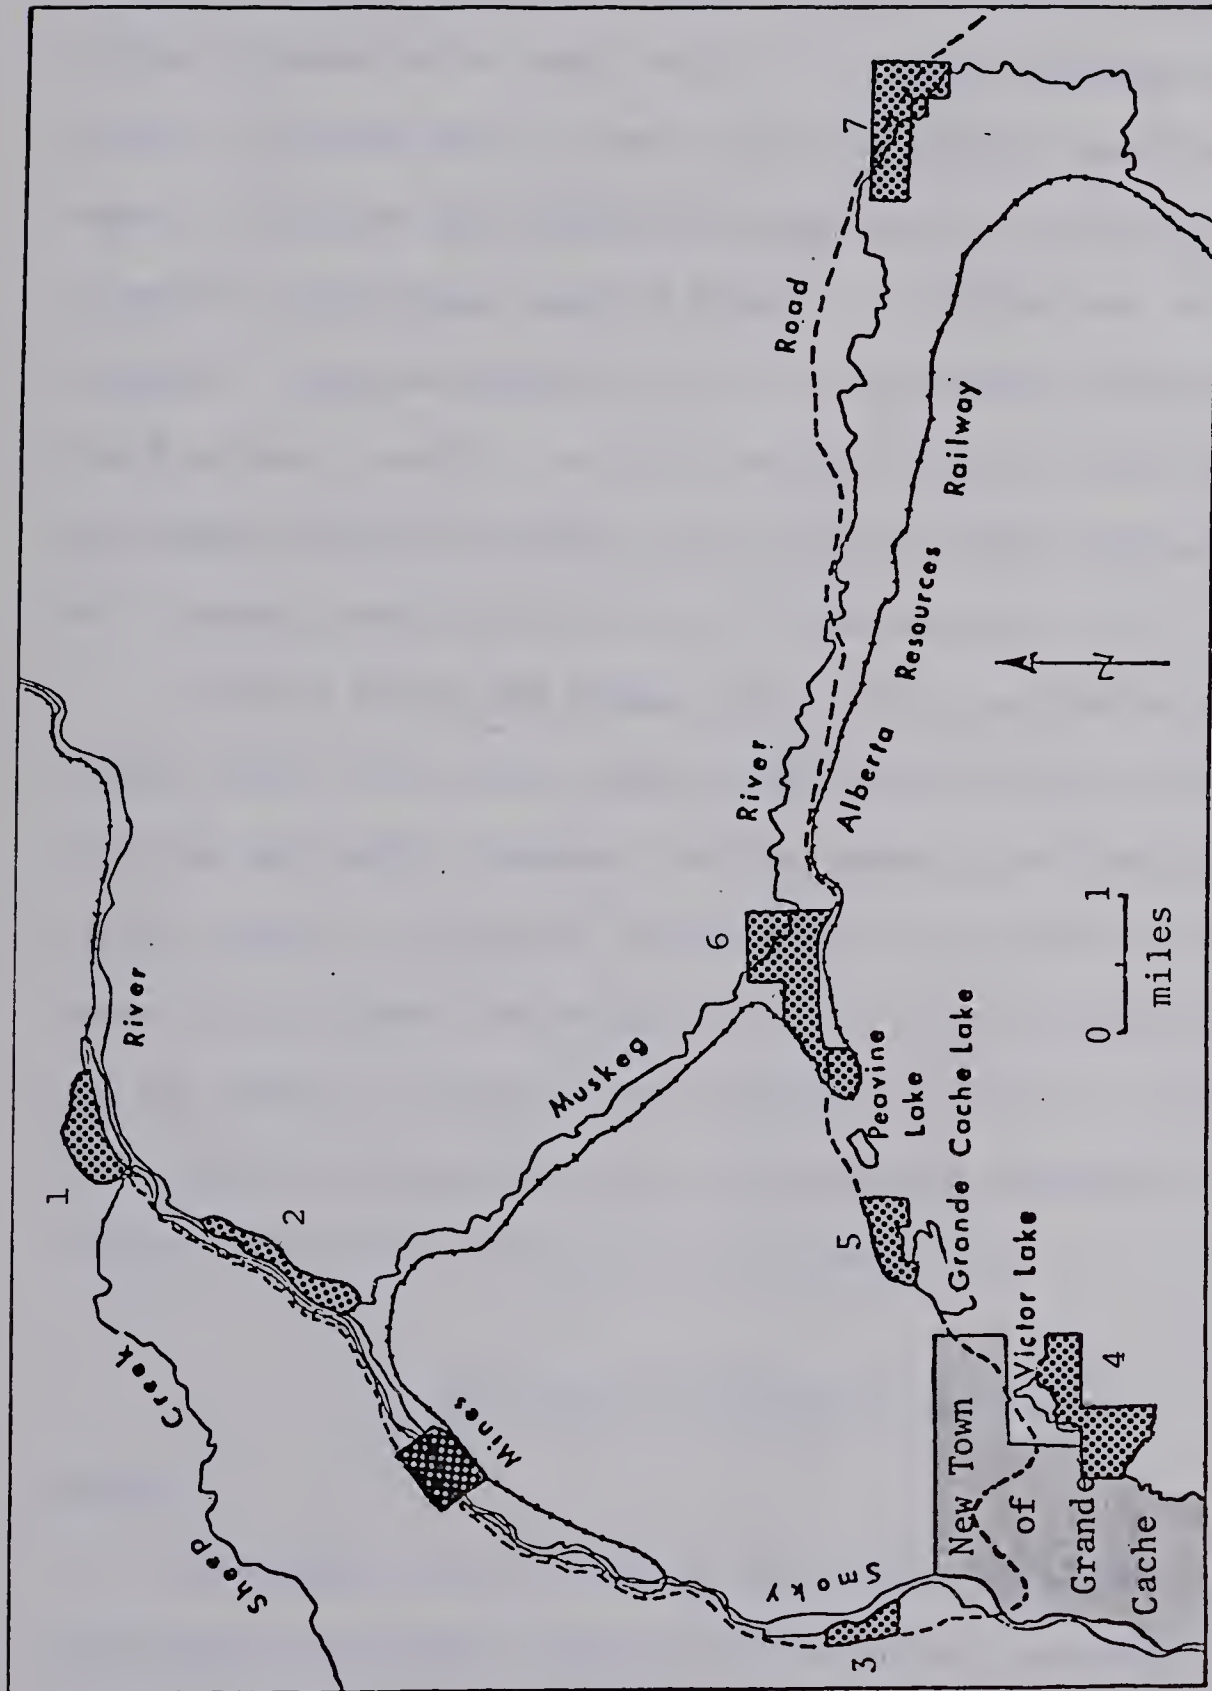 1
River
2
Creek
Sheep
Muskeg
Mines
6
River
Road
7
Alberta
Resources
Railway
Smoky
3
5
Peavine
Lake
Grande Cache Lake
Victor Lake
4
New Town
of
Grande
Cache
N
0 1
miles